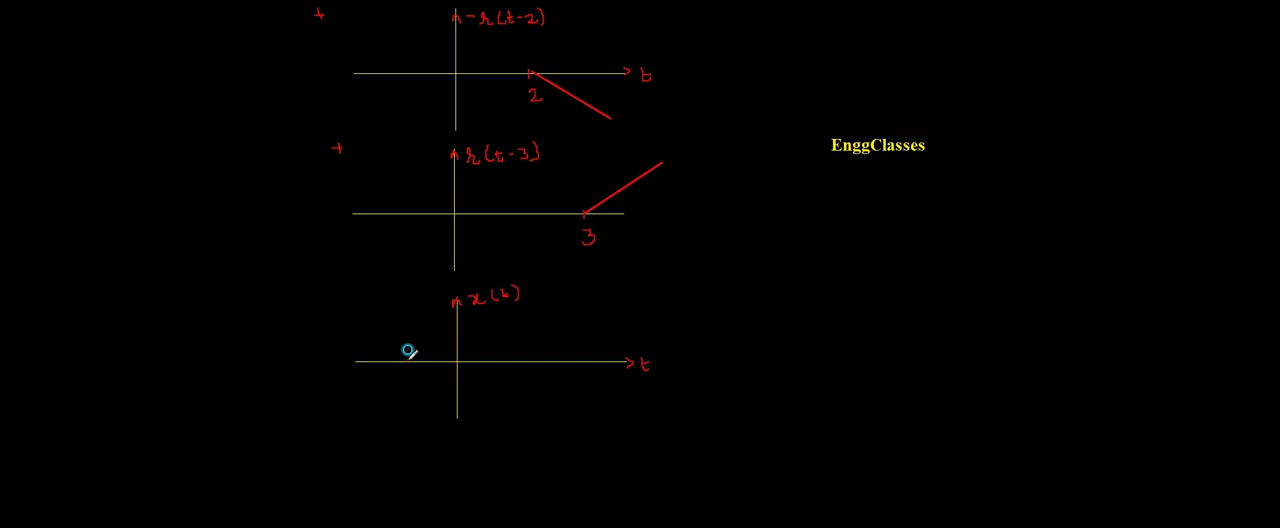 +
-r(t-2)
t
2
+
r(t-3)
EnggClasses
3
x(t)
t